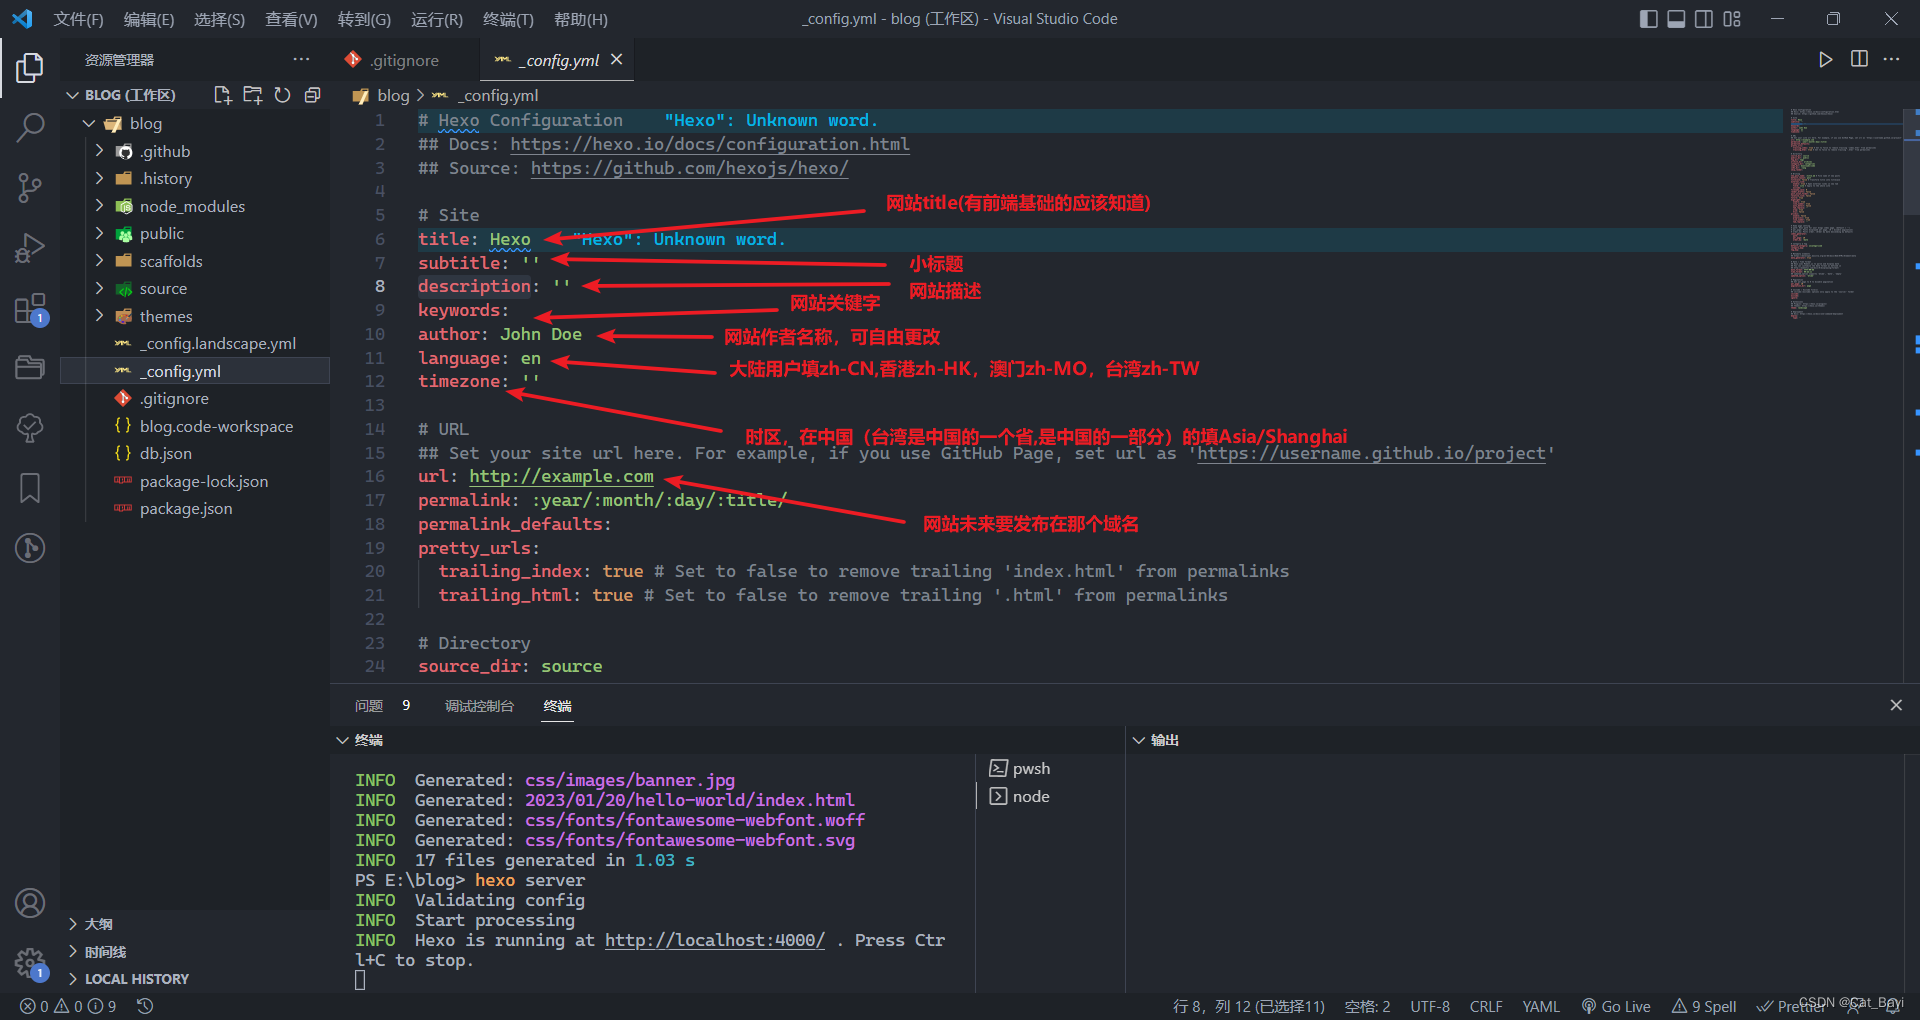 文件(F) 编辑(E) 选择(S) 查看(V) 转到(G) 运行(R) 终端(T) 帮助(H)
_config.yml - blog (工作区) - Visual Studio Code
资源管理器
.gitignore
_config.yml
BLOG (工作区)
blog > _config.yml
blog
.github
.history
node_modules
public
scaffolds
source
themes
_config.landscape.yml
_config.yml
.gitignore
blog.code-workspace
db.json
package-lock.json
package.json
大纲
时间线
LOCAL HISTORY
1
1
1 # Hexo Configuration "Hexo": Unknown word.
2 ## Docs: https://hexo.io/docs/configuration.html
3 ## Source: https://github.com/hexojs/hexo/
4
网站title(有前端基础的应该知道)
5 # Site
6 title: Hexo "Hexo": Unknown word.
7 subtitle: ''
小标题
8 description: ''
网站描述
9 keywords:
网站关键字
10 author: John Doe
网站作者名称，可自由更改
11 language: en
大陆用户填zh-CN,香港zh-HK，澳门zh-MO，台湾zh-TW
12 timezone: ''
13
14 # URL
时区，在中国（台湾是中国的一个省,是中国的一部分）的填Asia/Shanghai
15 ## Set your site url here. For example, if you use GitHub Page, set url as 'https://username.github.io/project'
16 url: http://example.com
17 permalink: :year/:month/:day/:title/
18 permalink_defaults:
网站未来要发布在那个域名
19 pretty_urls:
20 trailing_index: true # Set to false to remove trailing 'index.html' from permalinks
21 trailing_html: true # Set to false to remove trailing '.html' from permalinks
22
23 # Directory
24 source_dir: source
问题 9 调试控制台 终端
终端
输出
INFO Generated: css/images/banner.jpg
INFO Generated: 2023/01/20/hello-world/index.html
INFO Generated: css/fonts/fontawesome-webfont.woff
INFO Generated: css/fonts/fontawesome-webfont.svg
INFO 17 files generated in 1.03 s
PS E:\blog> hexo server
INFO Validating config
INFO Start processing
INFO Hexo is running at http://localhost:4000/ . Press Ctr
l+C to stop.
pwsh
node
0 0 9
行 8，列 12 (已选择11) 空格: 2 UTF-8 CRLF YAML Go Live 9 Spell Prettier
CSDN @Cat_Bayi